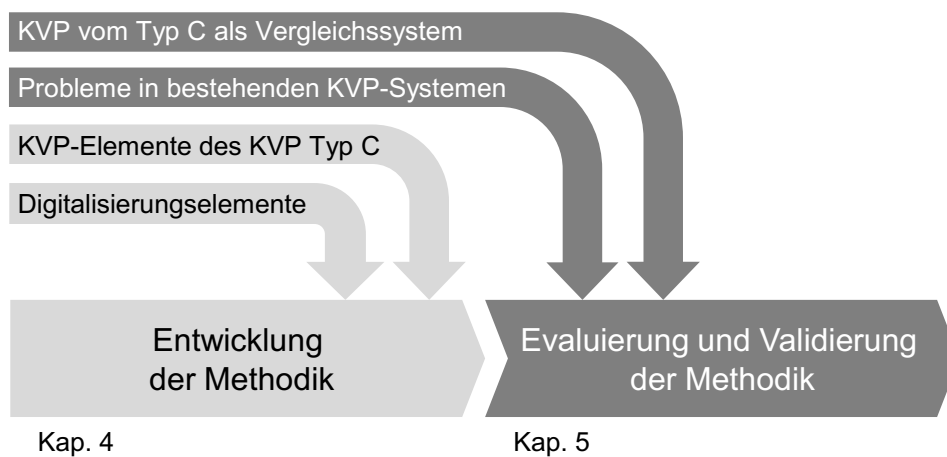 KVP vom Typ C als Vergleichssystem
Probleme in bestehenden KVP-Systemen
KVP-Elemente des KVP Typ C
Digitalisierungselemente
Entwicklung
der Methodik
Evaluierung und Validierung
der Methodik
Kap. 4
Kap. 5